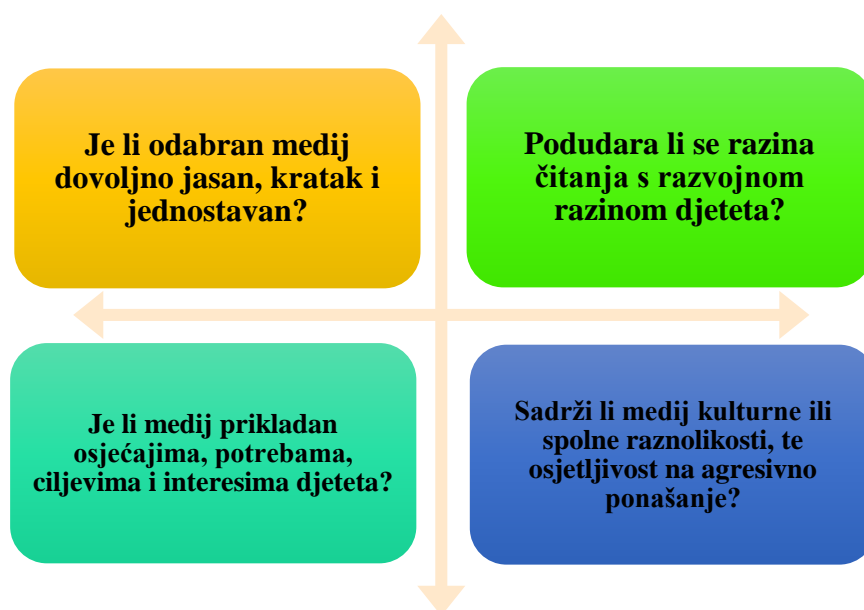 Je li odabran medij
dovoljno jasan, kratak i
jednostavan?
Podudara li se razina
čitanja s razvojnom
razinom djeteta?
Je li medij prikladan
osjećajima, potrebama,
ciljevima i interesima djeteta?
Sadrži li medij kulturne ili
spolne raznolikosti, te
osjetljivost na agresivno
ponašanje?